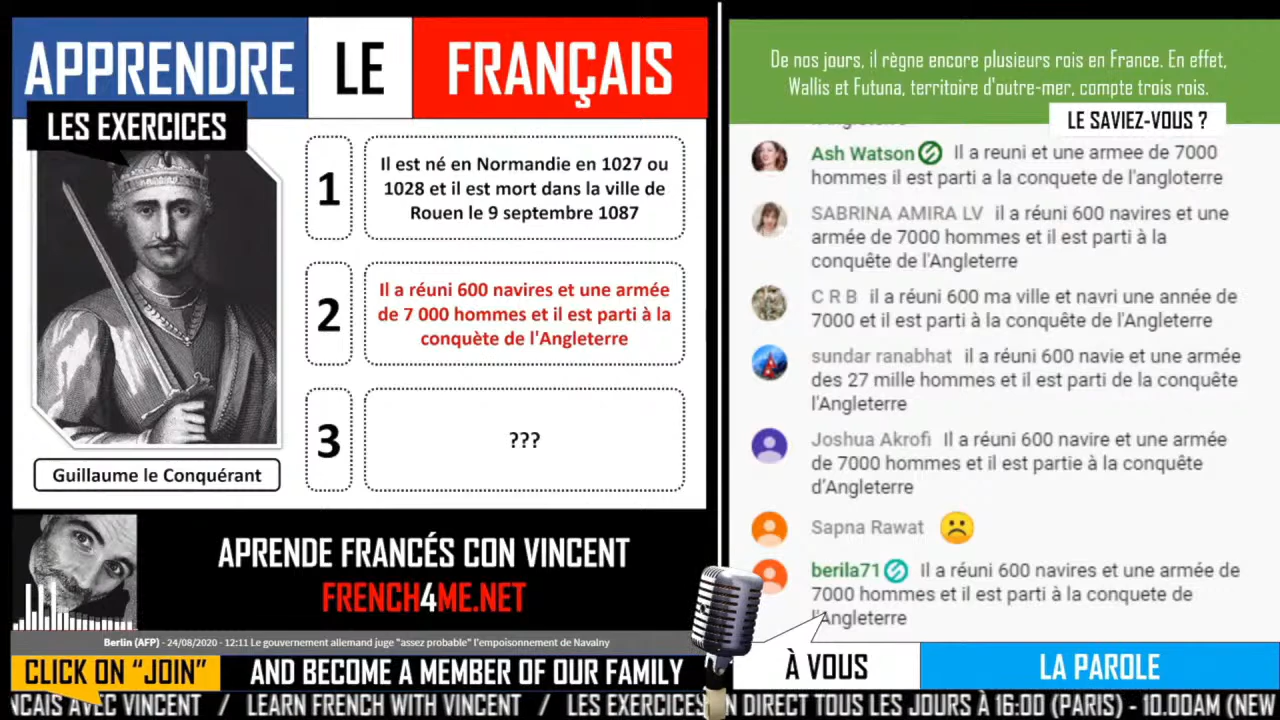 APPRENDRE LE FRANÇAIS
LES EXERCICES
1
Il est né en Normandie en 1027 ou
1028 et il est mort dans la ville de
Rouen le 9 septembre 1087
2
Il a réuni 600 navires et une armée
de 7 000 hommes et il est parti à la
conquète de l'Angleterre
3
???
Guillaume le Conquérant
APRENDE FRANCÉS CON VINCENT
FRENCH4ME.NET
Berlin (AFP) - 24/08/2020 - 12:11 Le gouvernement allemand juge "assez probable" l'empoisonnement de Navalny
CLICK ON “JOIN” AND BECOME A MEMBER OF OUR FAMILY
De nos jours, il règne encore plusieurs rois en France. En effet,
Wallis et Futuna, territoire d'outre-mer, compte trois rois.
LE SAVIEZ-VOUS ?
Ash Watson Il a reuni et une armee de 7000
hommes il est parti a la conquete de l'angloterre
SABRINA AMIRA LV il a réuni 600 navires et une
armée de 7000 hommes et il est parti à la
conquête de l'Angleterre
C R B il a réuni 600 ma ville et navri une année de
7000 et il est parti à la conquête de l'Angleterre
sundar ranabhat il a réuni 600 navie et une armée
des 27 mille hommes et il est parti de la conquête
l'Angleterre
Joshua Akrofi Il a réuni 600 navire et une armée
de 7000 hommes et il est partie à la conquête
d'Angleterre
Sapna Rawat
berila71 Il a réuni 600 navires et une armée de
7000 hommes et il est parti à la conquete de
l'Angleterre
À VOUS LA PAROLE
NCAIS AVEC VINCENT / LEARN FRENCH WITH VINCENT / LES EXERCICES N DIRECT TOUS LES JOURS À 16:00 (PARIS) - 10.00AM (NEW